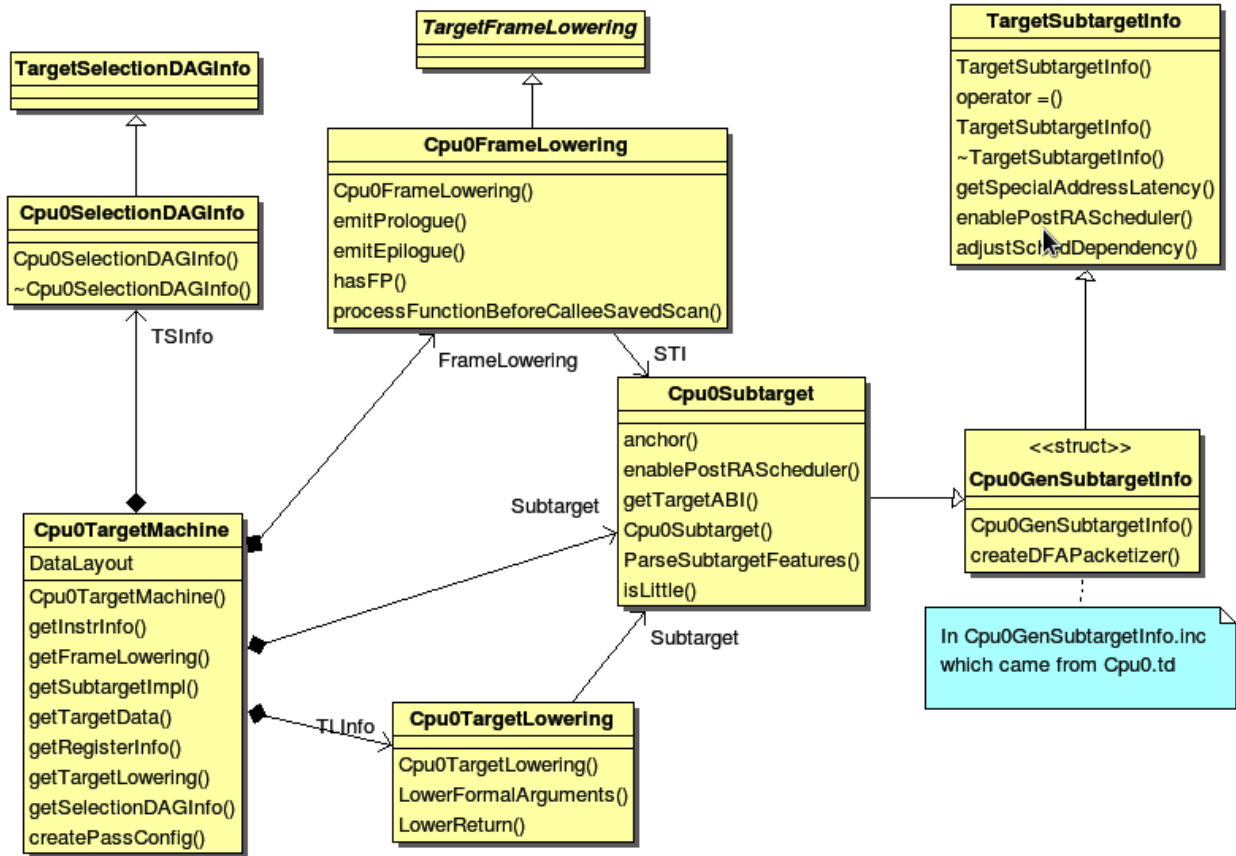 TargetSelectionDAGInfo
TargetFrameLowering
TargetSubtargetInfo
TargetSubtargetInfo()
operator =()
TargetSubtargetInfo()
~TargetSubtargetInfo()
getSpecialAddressLatency()
enablePostRAScheduler()
adjustSchedDependency()
Cpu0SelectionDAGInfo
Cpu0SelectionDAGInfo()
~Cpu0SelectionDAGInfo()
Cpu0FrameLowering
Cpu0FrameLowering()
emitPrologue()
emitEpilogue()
hasFP()
processFunctionBeforeCalleeSavedScan()
TSInfo
FrameLowering
STI
Cpu0Subtarget
anchor()
enablePostRAScheduler()
getTargetABI()
Cpu0Subtarget()
ParseSubtargetFeatures()
isLittle()
<<struct>>
Cpu0GenSubtargetInfo
Cpu0GenSubtargetInfo()
createDFAPacketizer()
In Cpu0GenSubtargetInfo.inc
which came from Cpu0.td
Subtarget
Subtarget
Cpu0TargetMachine
DataLayout
Cpu0TargetMachine()
getInstrInfo()
getFrameLowering()
getSubtargetImpl()
getTargetData()
getRegisterInfo()
getTargetLowering()
getSelectionDAGInfo()
createPassConfig()
TLInfo
Cpu0TargetLowering
Cpu0TargetLowering()
LowerFormalArguments()
LowerReturn()